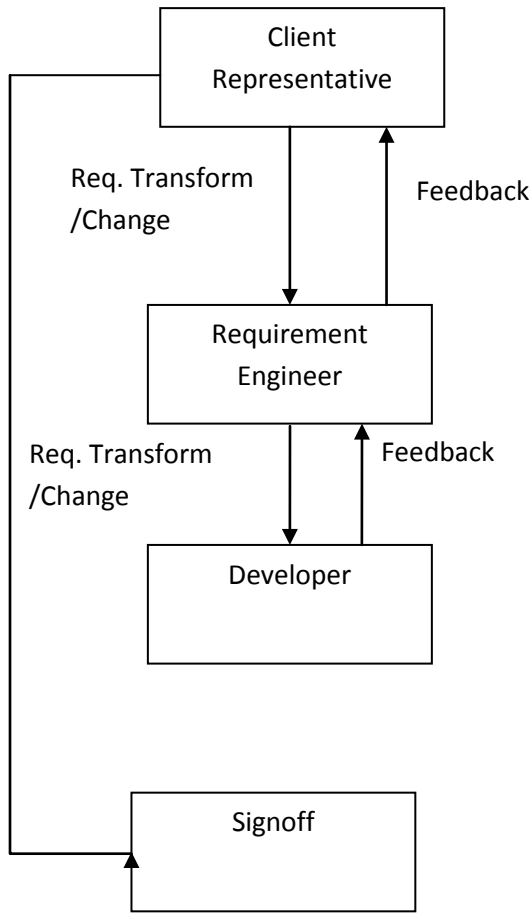 Client
Representative
Req. Transform
/Change
Feedback
Requirement
Engineer
Req. Transform
/Change
Feedback
Developer
Signoff